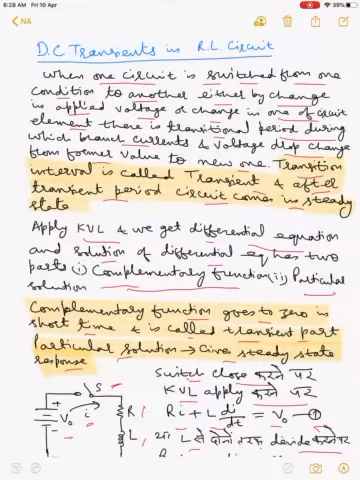 8:28 AM Fri 10 Apr
NA
D.C Transients in R.L. Circuit
When one circuit is switched from one
condition to another either by change
in applied voltage or change in one of circuit
element there is transitional period during
which branch currents & voltage drop change
from former value to new one. Transition
interval is called Transient & after
transient period circuit comes in steady
state
Apply KVL & we get differential equation
and solution of differential eq has two
parts (i) Complementary function (ii) Particular
solution
Complementary function goes to zero in
short time & is called transient part
Particular solution → Give steady state
response
Switch close करने पर
KVL apply करने पर
S
+
V₀
i
R
L
-
Ri + L di/dt = V₀ — ①
या L से दोनों तरफ divide करने पर